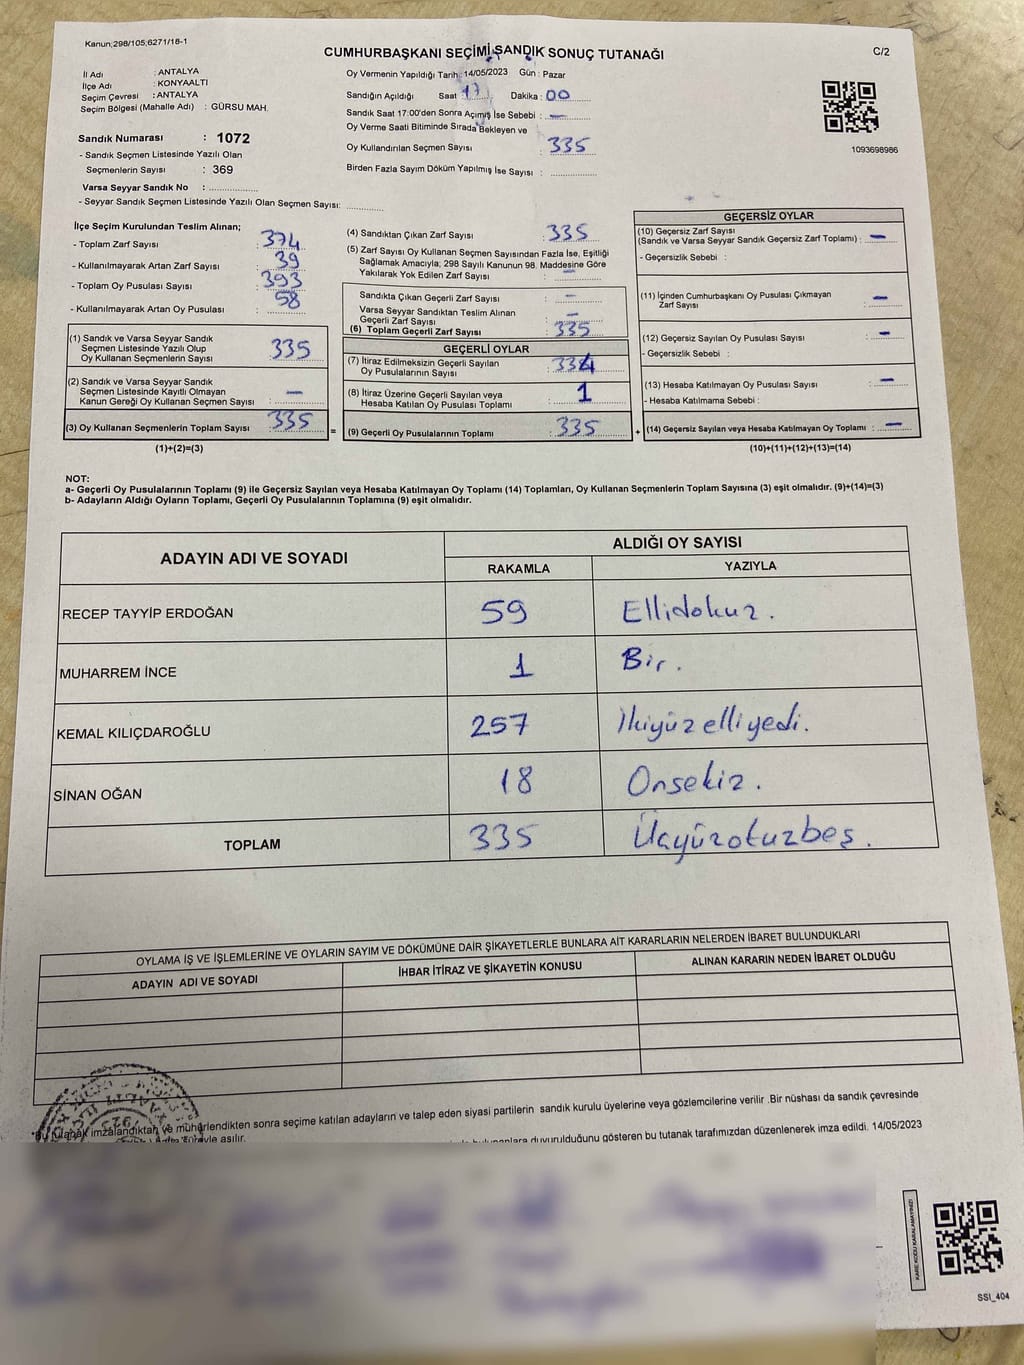 Kanun;298/105,6271/18-1
CUMHURBAŞKANI SEÇİMİ SANDIK SONUÇ TUTANAĞI
C/2
İl Adı : ANTALYA
İlçe Adı : KONYAALTI
Seçim Çevresi : ANTALYA
Seçim Bölgesi (Mahalle Adı) : GÜRSU MAH.
Sandık Numarası : 1072
- Sandık Seçmen Listesinde Yazılı Olan
Seçmenlerin Sayısı : 369
Varsa Seyyar Sandık No :
- Seyyar Sandık Seçmen Listesinde Yazılı Olan Seçmen Sayısı:
Oy Vermenin Yapıldığı Tarih: 14/05/2023 Gün : Pazar
Sandığın Açıldığı Saat : 17 Dakika : 00
Sandık Saat 17:00'den Sonra Açımış İse Sebebi : —
Oy Verme Saati Bitiminde Sırada Bekleyen ve
Oy Kullandırılan Seçmen Sayısı : 335
Birden Fazla Sayım Döküm Yapılmış İse Sayısı :
1093698986
İlçe Seçim Kurulundan Teslim Alınan;
- Toplam Zarf Sayısı : 374
- Kullanılmayarak Artan Zarf Sayısı : 39
- Toplam Oy Pusulası Sayısı : 393
- Kullanılmayarak Artan Oy Pusulası : 58
(1) Sandık ve Varsa Seyyar Sandık
Seçmen Listesinde Yazılı Olup
Oy Kullanan Seçmenlerin Sayısı : 335
(2) Sandık ve Varsa Seyyar Sandık
Seçmen Listesinde Kayıtlı Olmayan
Kanun Gereği Oy Kullanan Seçmen Sayısı : —
(3) Oy Kullanan Seçmenlerin Toplam Sayısı : 335
(1)+(2)=(3)
=
(4) Sandıktan Çıkan Zarf Sayısı : 335
(5) Zarf Sayısı Oy Kullanan Seçmen Sayısından Fazla İse, Eşitliği
Sağlamak Amacıyla; 298 Sayılı Kanunun 98. Maddesine Göre
Yakılarak Yok Edilen Zarf Sayısı : —
Sandıkta Çıkan Geçerli Zarf Sayısı : —
Varsa Seyyar Sandıktan Teslim Alınan
Geçerli Zarf Sayısı : —
(6) Toplam Geçerli Zarf Sayısı : 335
GEÇERLİ OYLAR
(7) İtiraz Edilmeksizin Geçerli Sayılan
Oy Pusulalarının Sayısı : 334
(8) İtiraz Üzerine Geçerli Sayılan veya
Hesaba Katılan Oy Pusulası Toplamı : 1
(9) Geçerli Oy Pusulalarının Toplamı : 335
+
GEÇERSİZ OYLAR
(10) Geçersiz Zarf Sayısı
(Sandık ve Varsa Seyyar Sandık Geçersiz Zarf Toplamı) : —
- Geçersizlik Sebebi :
(11) İçinden Cumhurbaşkanı Oy Pusulası Çıkmayan
Zarf Sayısı : —
(12) Geçersiz Sayılan Oy Pusulası Sayısı : —
- Geçersizlik Sebebi :
(13) Hesaba Katılmayan Oy Pusulası Sayısı : —
- Hesaba Katılmama Sebebi :
(14) Geçersiz Sayılan veya Hesaba Katılmayan Oy Toplamı : —
(10)+(11)+(12)+(13)=(14)
NOT:
a- Geçerli Oy Pusulalarının Toplamı (9) ile Geçersiz Sayılan veya Hesaba Katılmayan Oy Toplamı (14) Toplamları, Oy Kullanan Seçmenlerin Toplam Sayısına (3) eşit olmalıdır. (9)+(14)=(3)
b- Adayların Aldığı Oyların Toplamı, Geçerli Oy Pusulalarının Toplamına (9) eşit olmalıdır.
ADAYIN ADI VE SOYADI ALDIĞI OY SAYISI
RAKAMLA YAZIYLA
RECEP TAYYİP ERDOĞAN 59 Ellidokuz.
MUHARREM İNCE 1 Bir.
KEMAL KILIÇDAROĞLU 257 İkiyüzelliyedi.
SİNAN OĞAN 18 Onsekiz.
TOPLAM 335 Üçyüzotuzbeş.
OYLAMA İŞ VE İŞLEMLERİNE VE OYLARIN SAYIM VE DÖKÜMÜNE DAİR ŞİKAYETLERLE BUNLARA AİT KARARLARIN NELERDEN İBARET BULUNDUKLARI
ADAYIN ADI VE SOYADI İHBAR İTİRAZ VE ŞİKAYETİN KONUSU ALINAN KARARIN NEDEN İBARET OLDUĞU
*Bu tutanak imzalandıktan ve mühürlendikten sonra seçime katılan adayların ve talep eden siyasi partilerin sandık kurulu üyelerine veya gözlemcilerine verilir .Bir nüshası da sandık çevresinde
asılır. duyurulduğunu gösteren bu tutanak tarafımızdan düzenlenerek imza edildi. 14/05/2023
KARE KODU KARALAMAYINIZ!
SSI_404